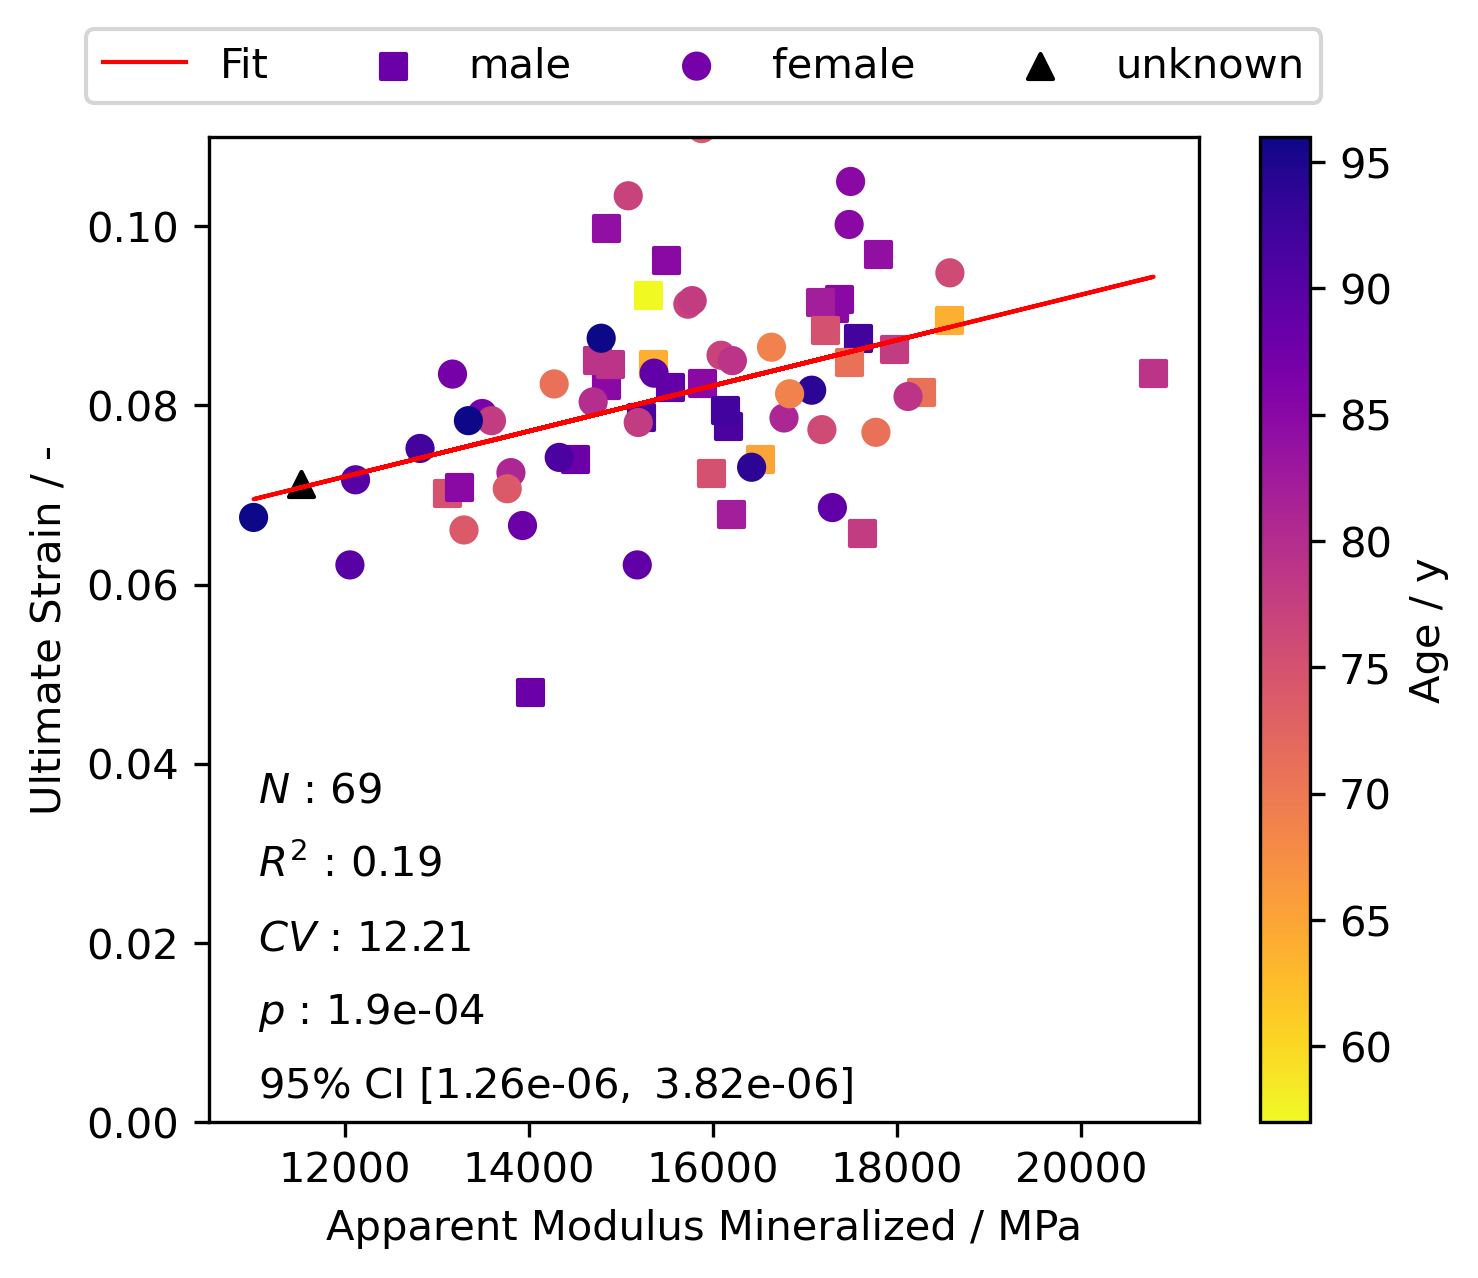 Fit male female unknown
0.10
0.08
0.06
0.04
0.02
0.00
Ultimate Strain / -
N : 69
R² : 0.19
CV : 12.21
p : 1.9e-04
95% CI [1.26e-06, 3.82e-06]
12000 14000 16000 18000 20000
Apparent Modulus Mineralized / MPa
95
90
85
80
75
70
65
60
Age / y